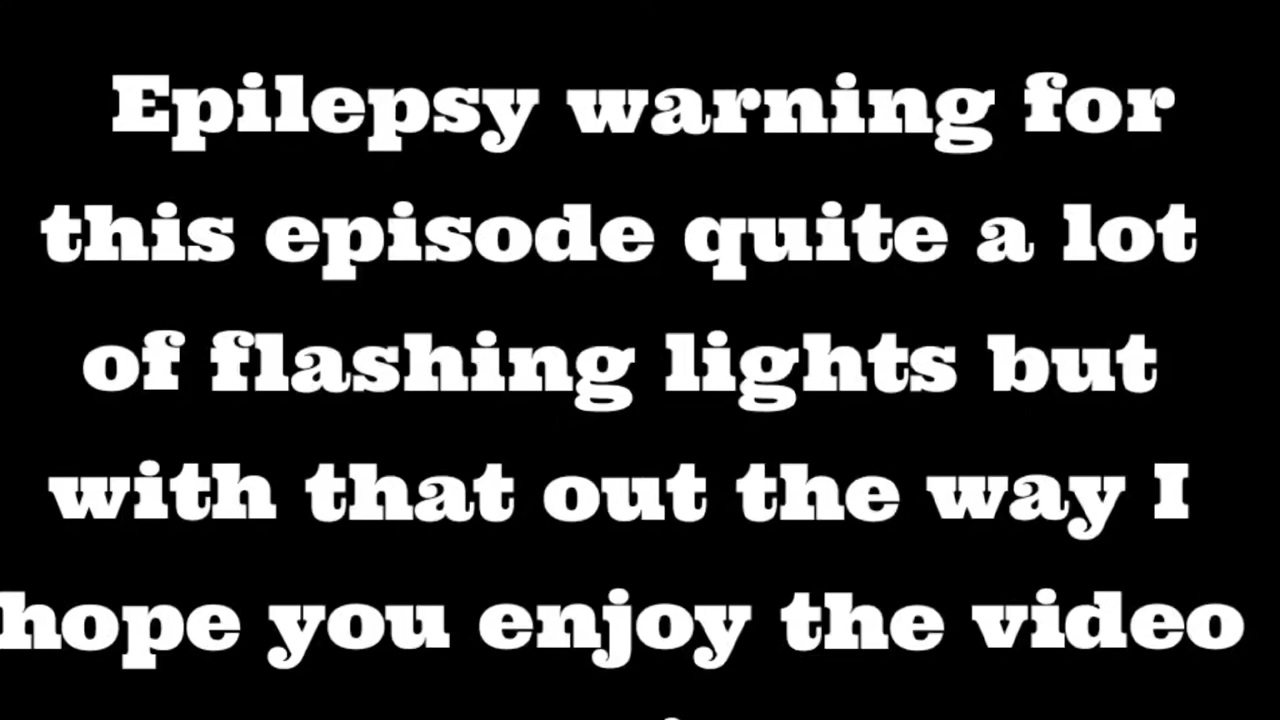 Epilepsy warning for
this episode quite a lot
of flashing lights but
with that out the way I
hope you enjoy the video